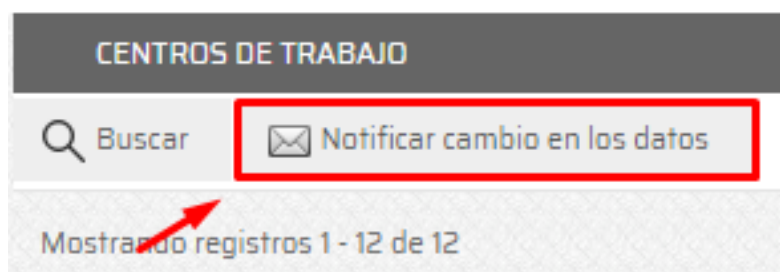 CENTROS DE TRABAJO
Buscar Notificar cambio en los datos
Mostrando registros 1 - 12 de 12